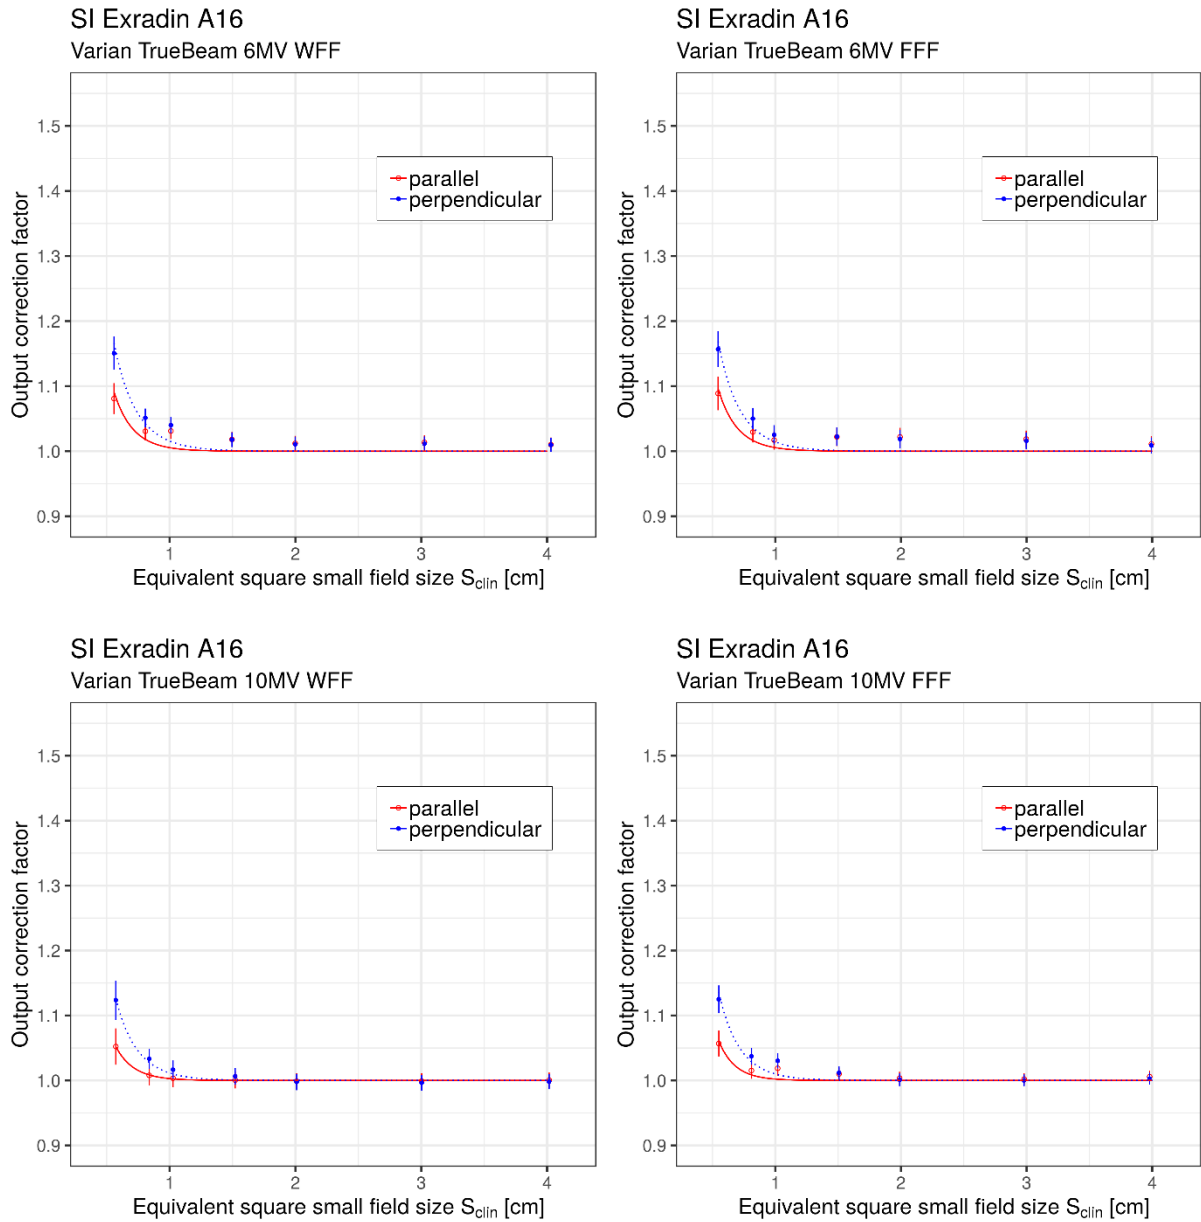 SI Exradin A16
Varian TrueBeam 6MV WFF
Output correction factor
1.5
1.4
1.3
1.2
1.1
1.0
0.9
parallel
perpendicular
1 2 3 4
Equivalent square small field size Sclin [cm]
SI Exradin A16
Varian TrueBeam 6MV FFF
Output correction factor
1.5
1.4
1.3
1.2
1.1
1.0
0.9
parallel
perpendicular
1 2 3 4
Equivalent square small field size Sclin [cm]
SI Exradin A16
Varian TrueBeam 10MV WFF
Output correction factor
1.5
1.4
1.3
1.2
1.1
1.0
0.9
parallel
perpendicular
1 2 3 4
Equivalent square small field size Sclin [cm]
SI Exradin A16
Varian TrueBeam 10MV FFF
Output correction factor
1.5
1.4
1.3
1.2
1.1
1.0
0.9
parallel
perpendicular
1 2 3 4
Equivalent square small field size Sclin [cm]